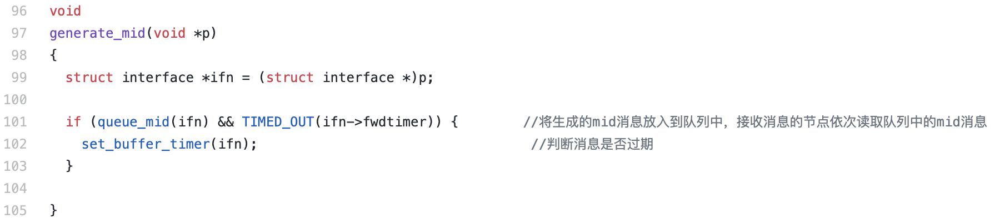 96 void
97 generate_mid(void *p)
98 {
99 struct interface *ifn = (struct interface *)p;
100
101 if (queue_mid(ifn) && TIMED_OUT(ifn->fwdtimer)) { //将生成的mid消息放入到队列中，接收消息的节点依次读取队列中的mid消息
102 set_buffer_timer(ifn); //判断消息是否过期
103 }
104
105 }